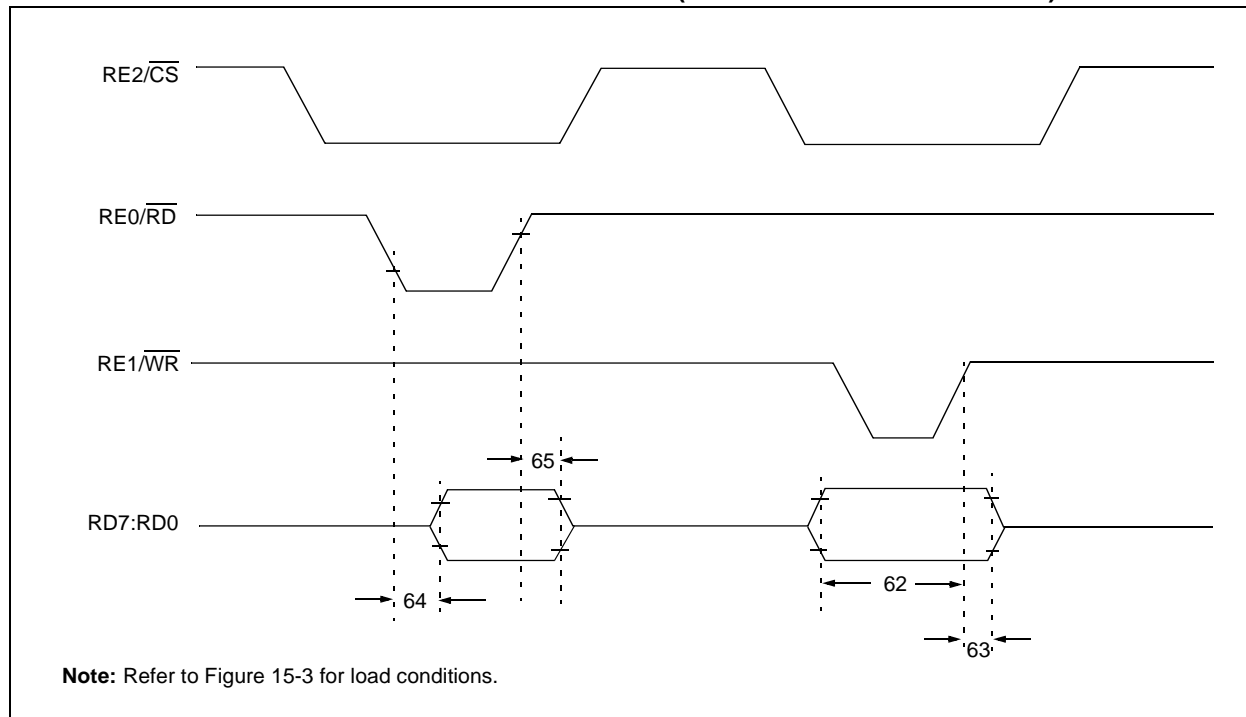 RE2/CS
RE0/RD
RE1/WR
65
RD7:RD0
62
64
63
Note: Refer to Figure 15-3 for load conditions.